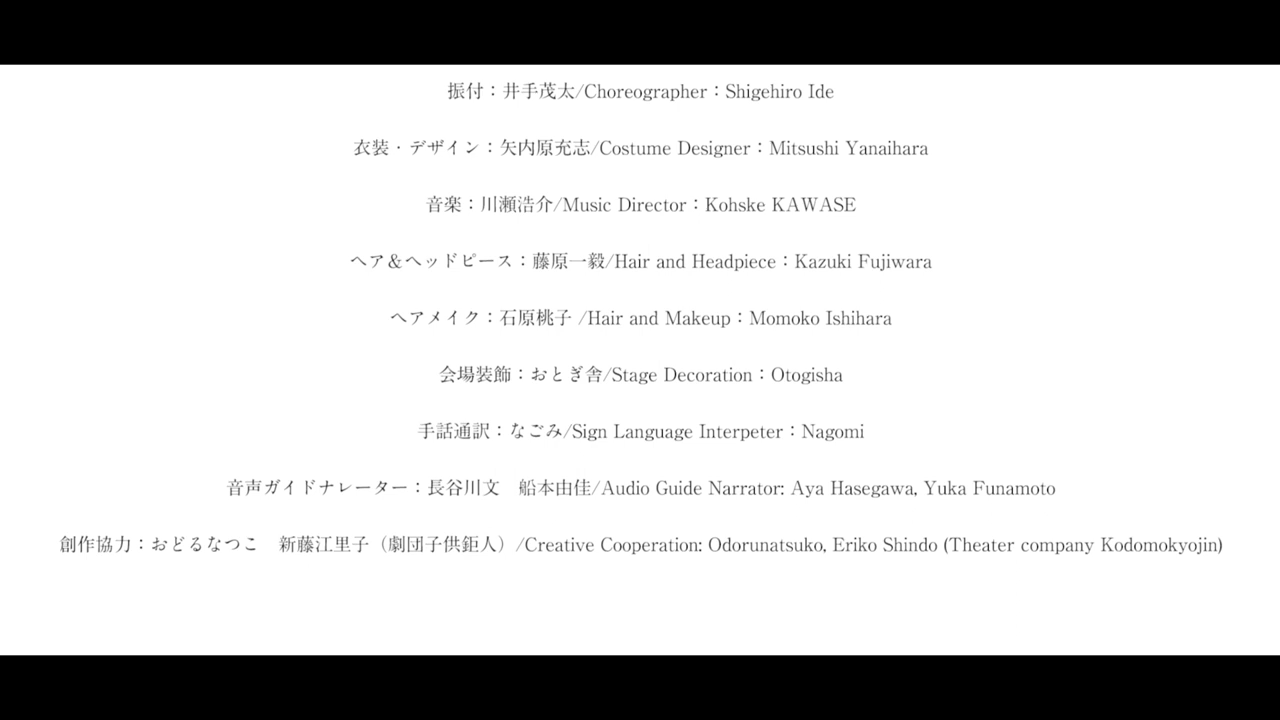 振付：井手茂太/Choreographer：Shigehiro Ide
衣装・デザイン：矢内原充志/Costume Designer：Mitsushi Yanaihara
音楽：川瀬浩介/Music Director：Kohske KAWASE
ヘア＆ヘッドピース：藤原一毅/Hair and Headpiece：Kazuki Fujiwara
ヘアメイク：石原桃子 /Hair and Makeup：Momoko Ishihara
会場装飾：おとぎ舎/Stage Decoration：Otogisha
手話通訳：なごみ/Sign Language Interpeter：Nagomi
音声ガイドナレーター：長谷川文　船本由佳/Audio Guide Narrator: Aya Hasegawa, Yuka Funamoto
創作協力：おどるなつこ　新藤江里子（劇団子供鉅人）/Creative Cooperation: Odorunatsuko, Eriko Shindo (Theater company Kodomokyojin)